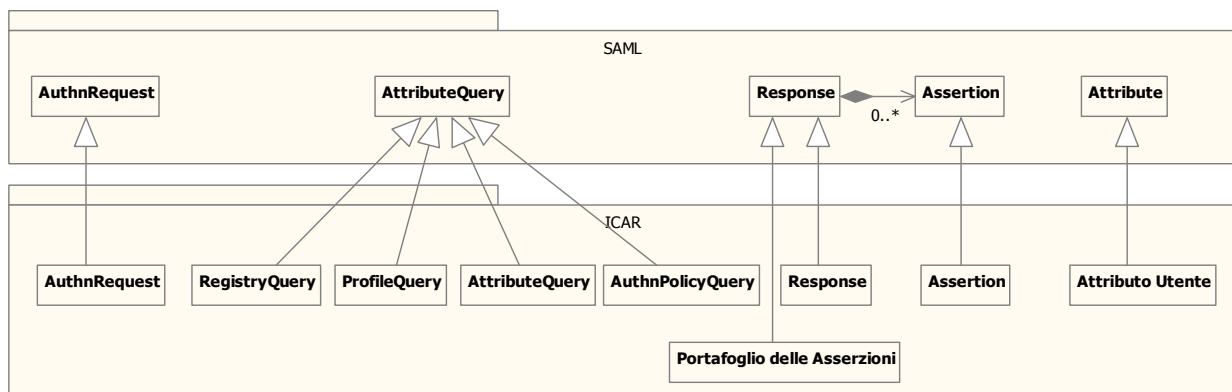 SAML
AuthnRequest
AttributeQuery
Response
0..*
Assertion
Attribute
ICAR
AuthnRequest
RegistryQuery
ProfileQuery
AttributeQuery
AuthnPolicyQuery
Response
Assertion
Attributo Utente
Portafoglio delle Asserzioni